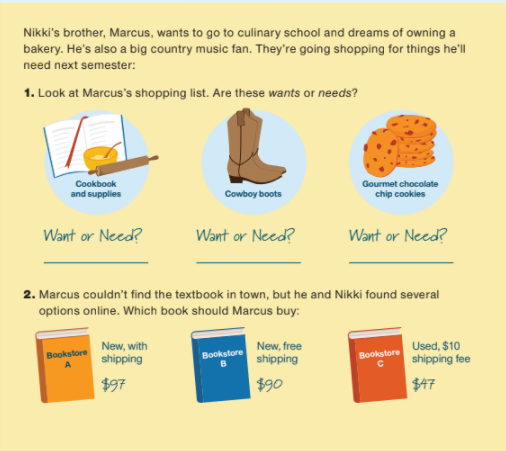 Nikki's brother, Marcus, wants to go to culinary school and dreams of owning a
bakery. He's also a big country music fan. They're going shopping for things he'll
need next semester:
1. Look at Marcus's shopping list. Are these wants or needs?
Cookbook
and supplies
Cowboy boots
Gourmet chocolate
chip cookies
Want or Need?
Want or Need?
Want or Need?
2. Marcus couldn't find the textbook in town, but he and Nikki found several
options online. Which book should Marcus buy:
Bookstore
A
New, with
shipping
$97
Bookstore
B
New, free
shipping
$90
Bookstore
C
Used, $10
shipping fee
$47